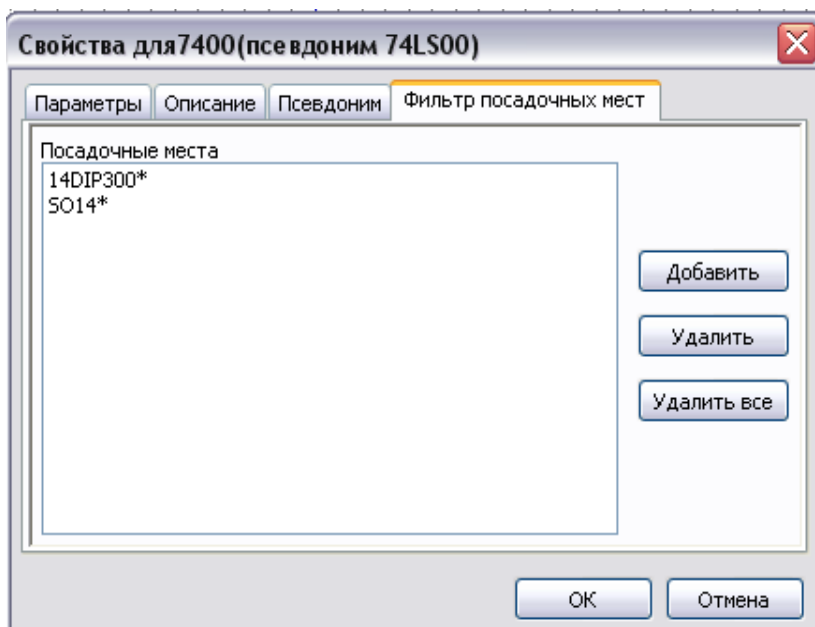 Свойства для7400(псевдоним 74LS00)
Параметры Описание Псевдоним Фильтр посадочных мест
Посадочные места
14DIP300*
SO14*
Добавить
Удалить
Удалить все
OK Отмена